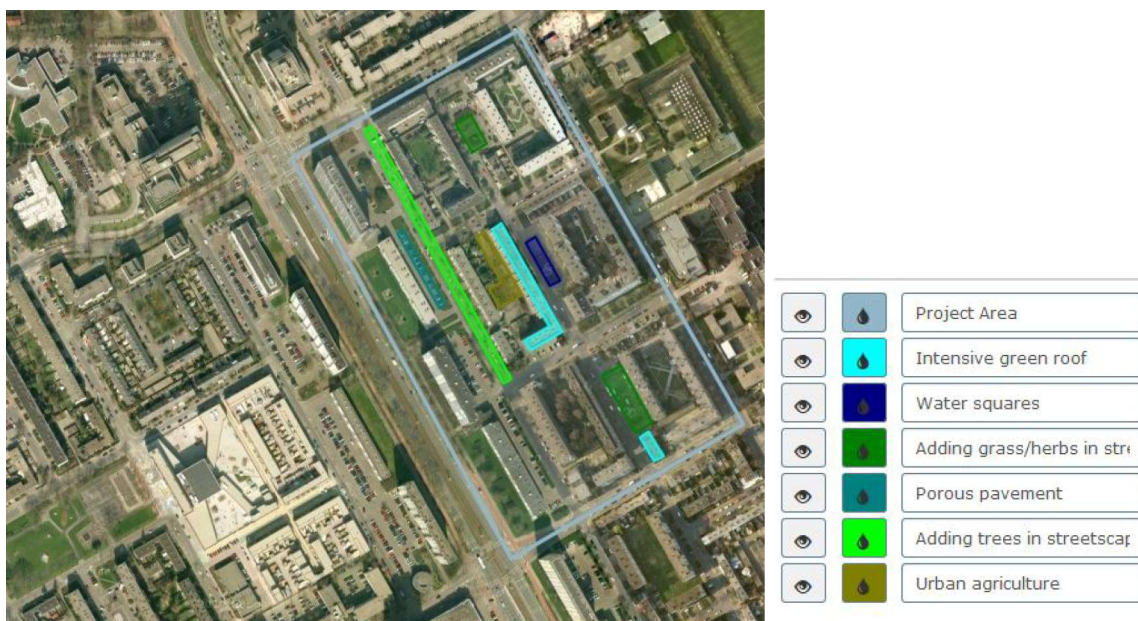 Project Area
Intensive green roof
Water squares
Adding grass/herbs in stre
Porous pavement
Adding trees in streetscap
Urban agriculture